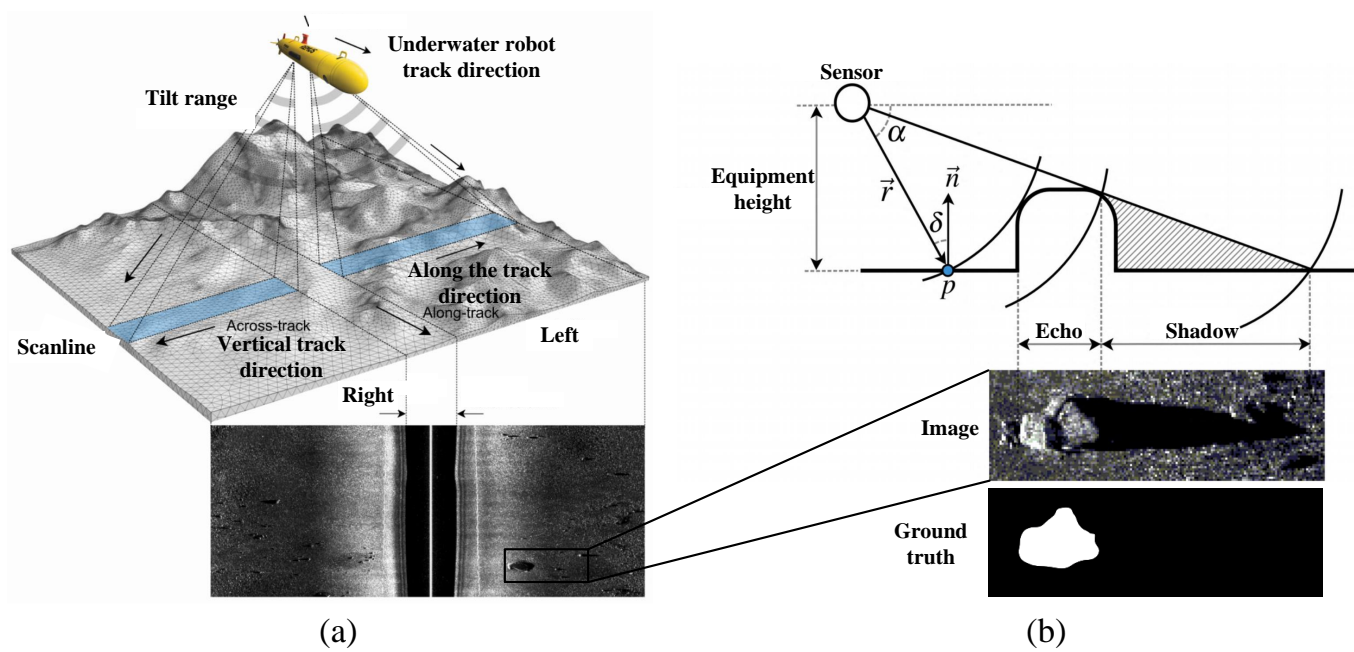 Underwater robot
track direction
Tilt range
Along the track
direction
Along-track
Across-track
Vertical track
direction
Scanline
Left
Right
(a)
Sensor
α
Equipment
height
r⃗
n⃗
δ
p
Echo
Shadow
Image
Ground
truth
(b)